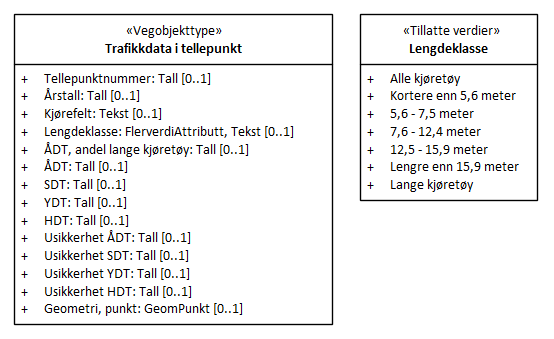 «Vegobjekttype»
Trafikkdata i tellepunkt
+ Tellepunktnummer: Tall [0..1]
+ Årstall: Tall [0..1]
+ Kjørefelt: Tekst [0..1]
+ Lengdeklasse: FlerverdiAttributt, Tekst [0..1]
+ ÅDT, andel lange kjøretøy: Tall [0..1]
+ ÅDT: Tall [0..1]
+ SDT: Tall [0..1]
+ YDT: Tall [0..1]
+ HDT: Tall [0..1]
+ Usikkerhet ÅDT: Tall [0..1]
+ Usikkerhet SDT: Tall [0..1]
+ Usikkerhet YDT: Tall [0..1]
+ Usikkerhet HDT: Tall [0..1]
+ Geometri, punkt: GeomPunkt [0..1]
«Tillatte verdier»
Lengdeklasse
+ Alle kjøretøy
+ Kortere enn 5,6 meter
+ 5,6 - 7,5 meter
+ 7,6 - 12,4 meter
+ 12,5 - 15,9 meter
+ Lengre enn 15,9 meter
+ Lange kjøretøy